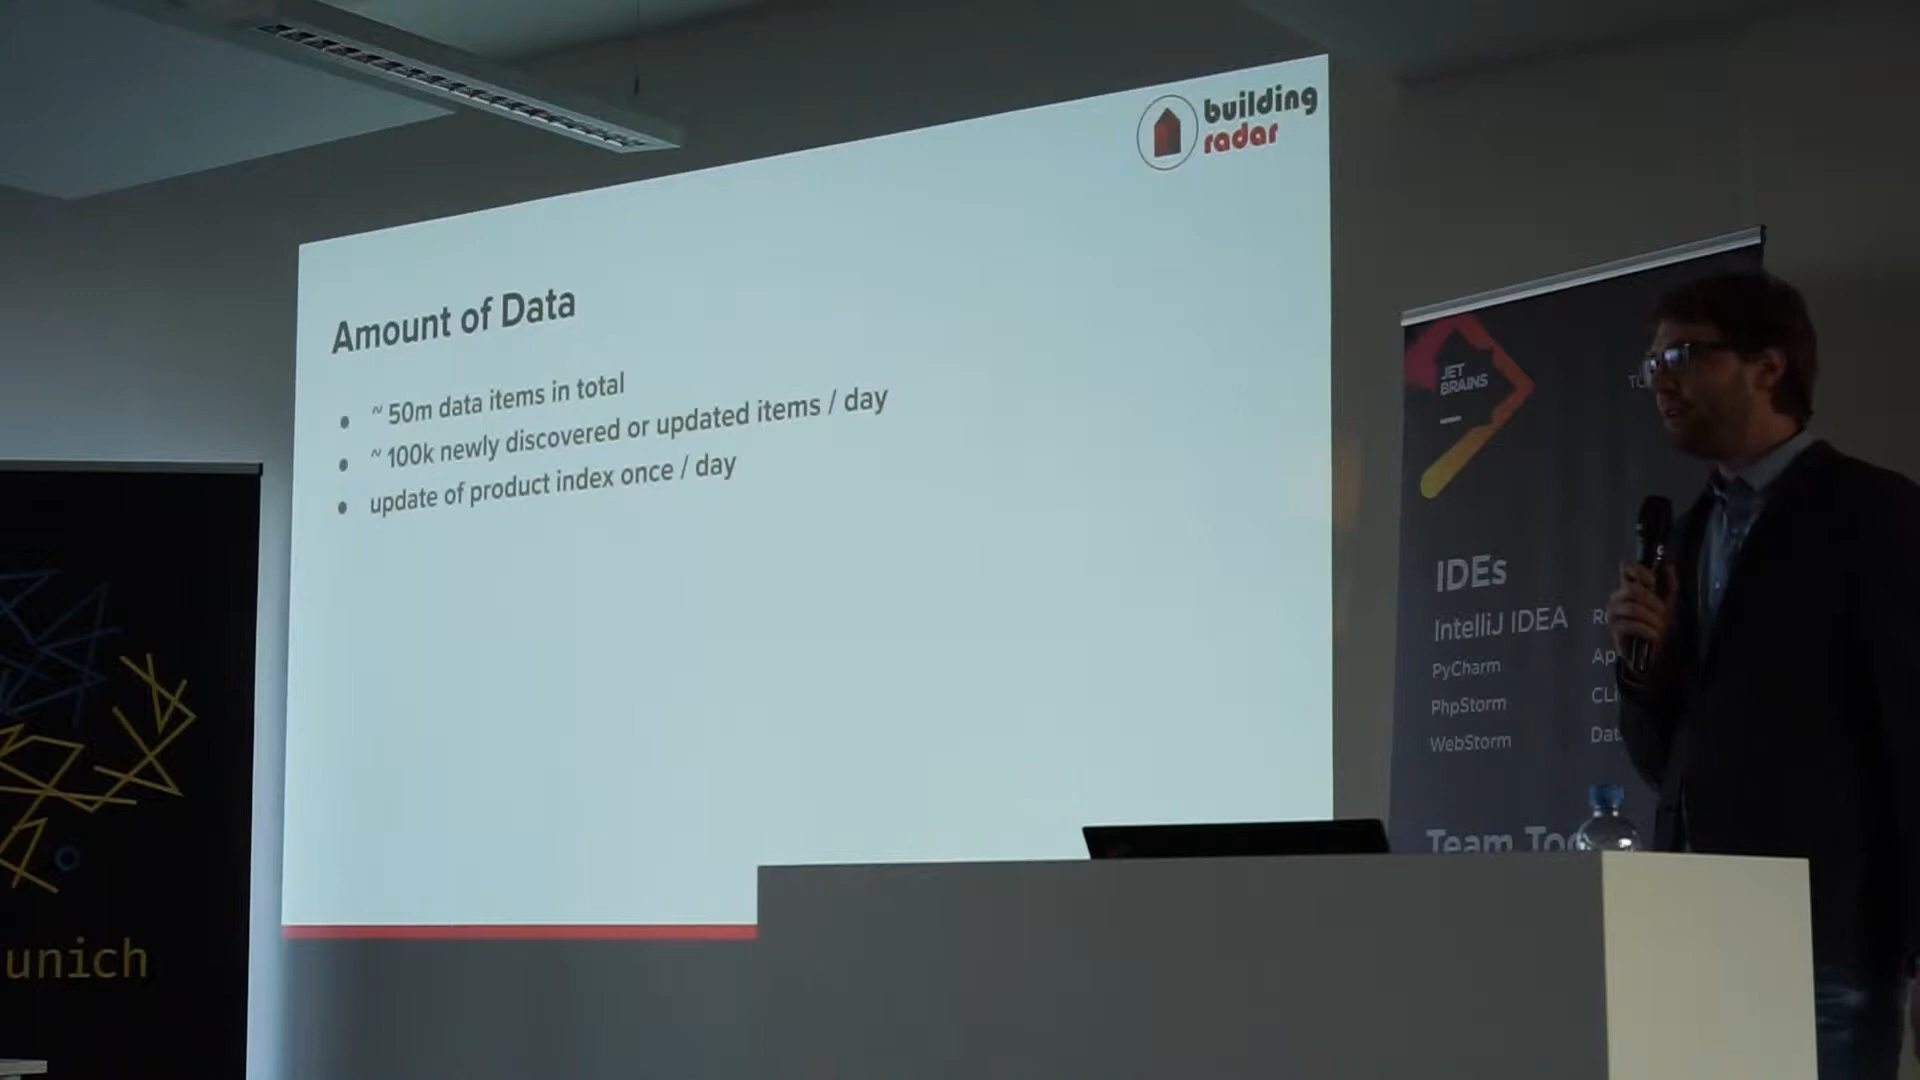 building
radar
Amount of Data
~ 50m data items in total
~ 100k newly discovered or updated items / day
update of product index once / day
JET
BRAINS
IDEs
IntelliJ IDEA
PyCharm
PhpStorm
WebStorm
Team
unich